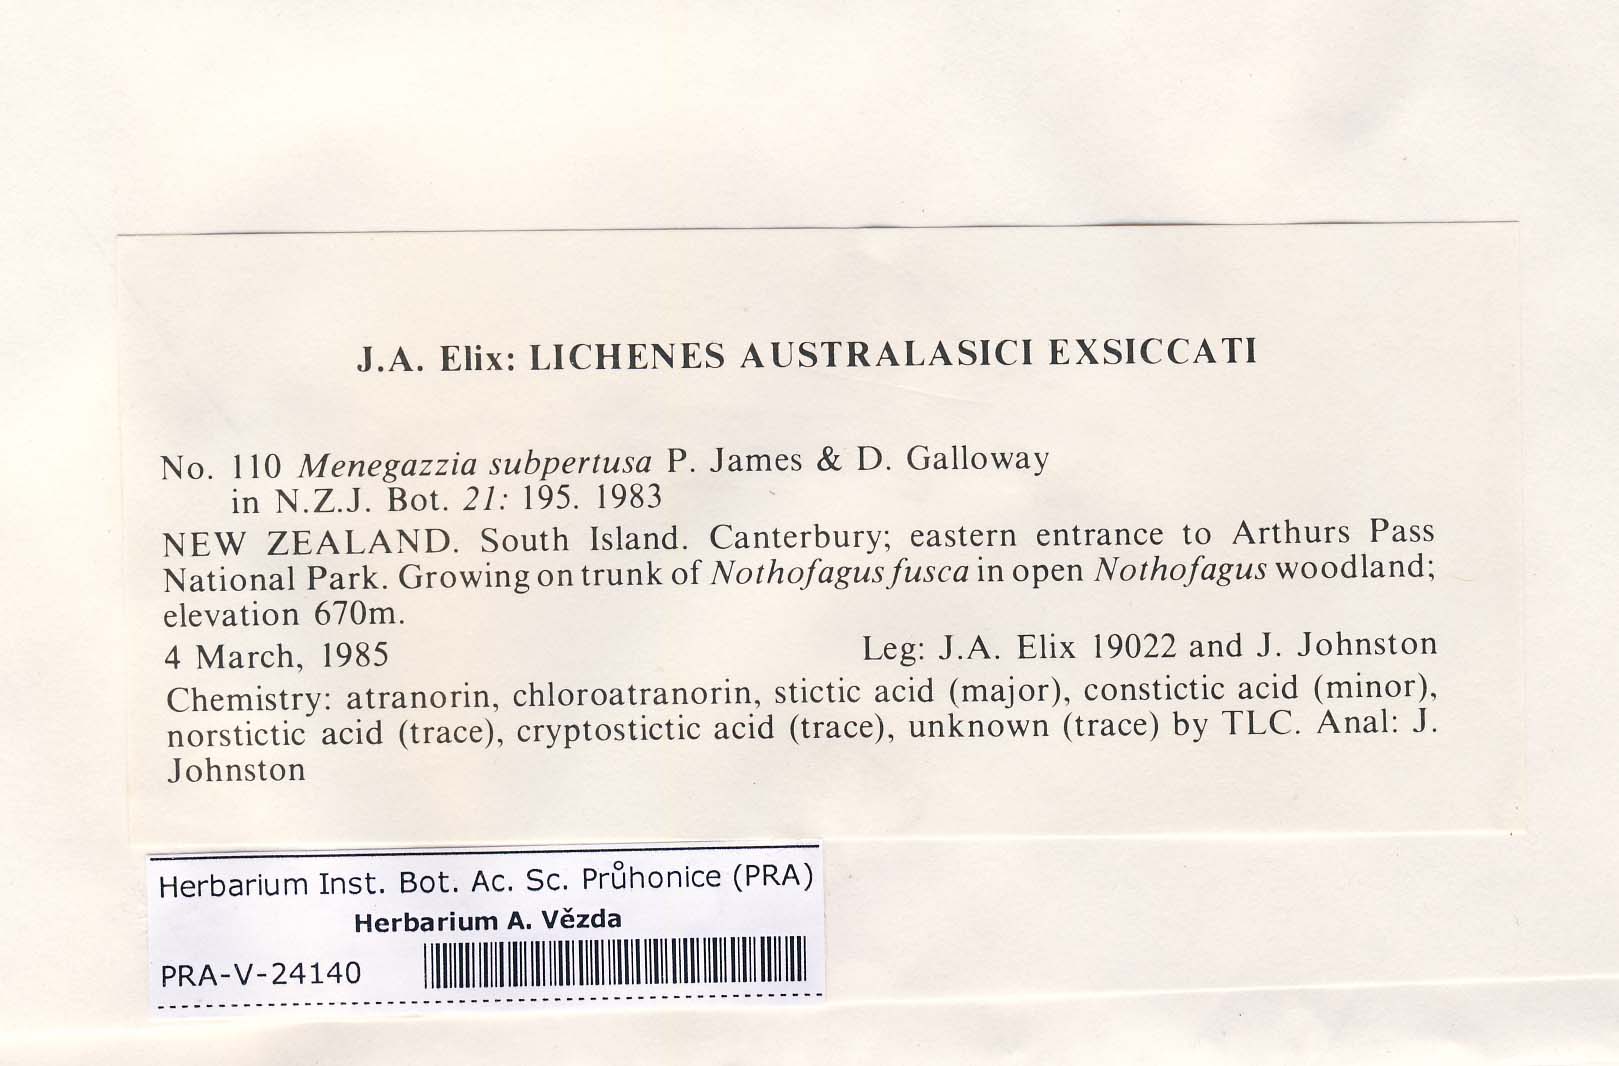 J.A. Elix: LICHENES AUSTRALASICI EXSICCATI
No. 110 Menegazzia subpertusa P. James & D. Galloway
in N.Z.J. Bot. 21: 195. 1983
NEW ZEALAND. South Island. Canterbury; eastern entrance to Arthurs Pass
National Park. Growing on trunk of Nothofagus fusca in open Nothofagus woodland;
elevation 670m.
4 March, 1985 Leg: J.A. Elix 19022 and J. Johnston
Chemistry: atranorin, chloroatranorin, stictic acid (major), constictic acid (minor),
norstictic acid (trace), cryptostictic acid (trace), unknown (trace) by TLC. Anal: J.
Johnston
Herbarium Inst. Bot. Ac. Sc. Průhonice (PRA)
Herbarium A. Vězda
PRA-V-24140